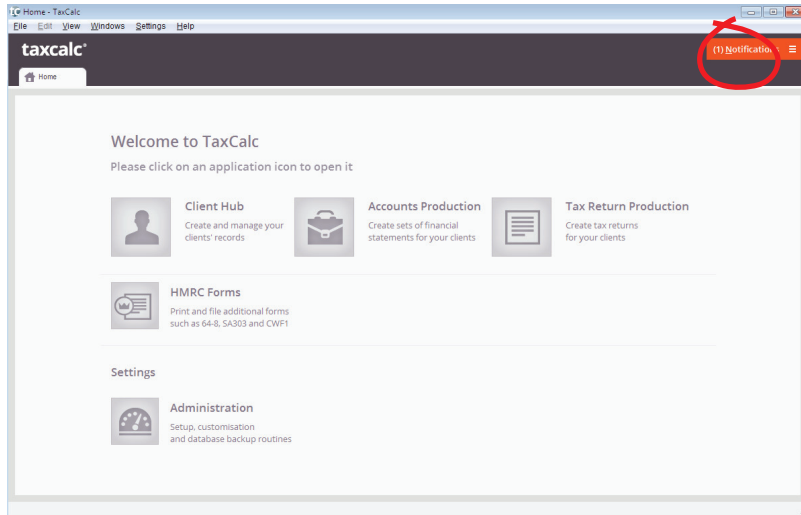 Home - TaxCalc
File Edit View Windows Settings Help
taxcalc
(1) Notifications
Home
Welcome to TaxCalc
Please click on an application icon to open it
Client Hub
Create and manage your
clients' records
Accounts Production
Create sets of financial
statements for your clients
Tax Return Production
Create tax returns
for your clients
HMRC Forms
Print and file additional forms
such as 64-8, SA303 and CWF1
Settings
Administration
Setup, customisation
and database backup routines